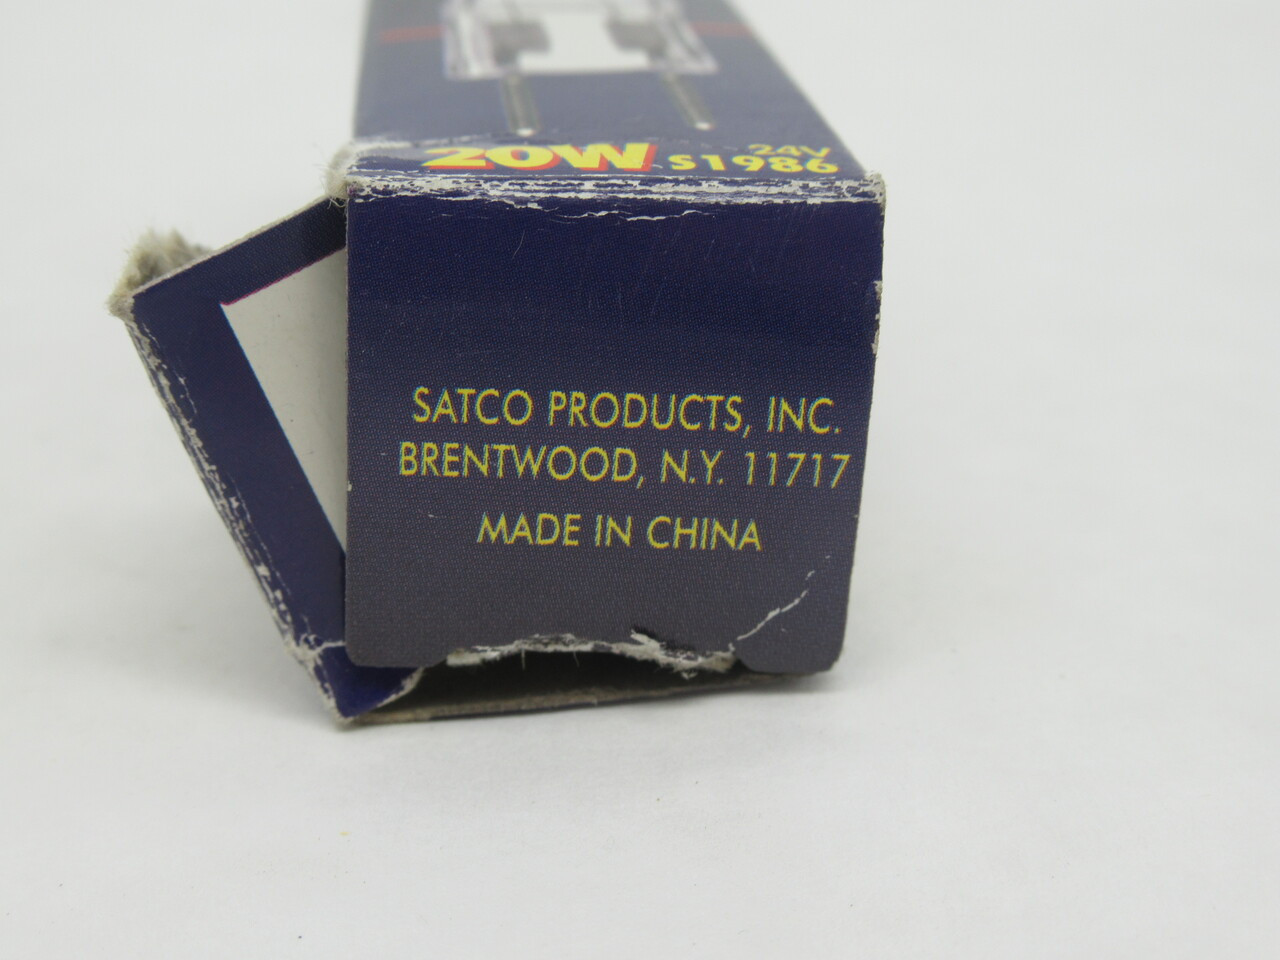 24V
20W S1986
SATCO PRODUCTS, INC.
BRENTWOOD, N.Y. 11717
MADE IN CHINA